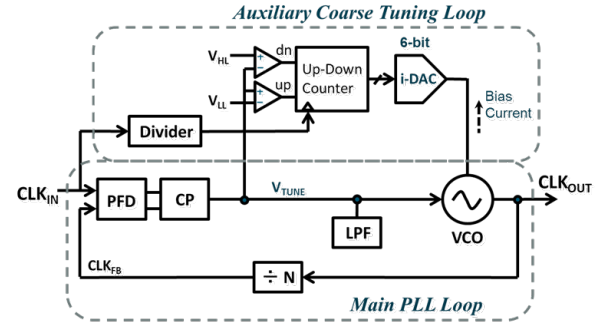 Auxiliary Coarse Tuning Loop
6-bit
V_HL
+
−
dn
Up-Down
Counter
i-DAC
Bias
Current
V_LL
+
−
up
Divider
CLK_IN
PFD
CP
V_TUNE
CLK_OUT
LPF
VCO
CLK_FB
÷ N
Main PLL Loop